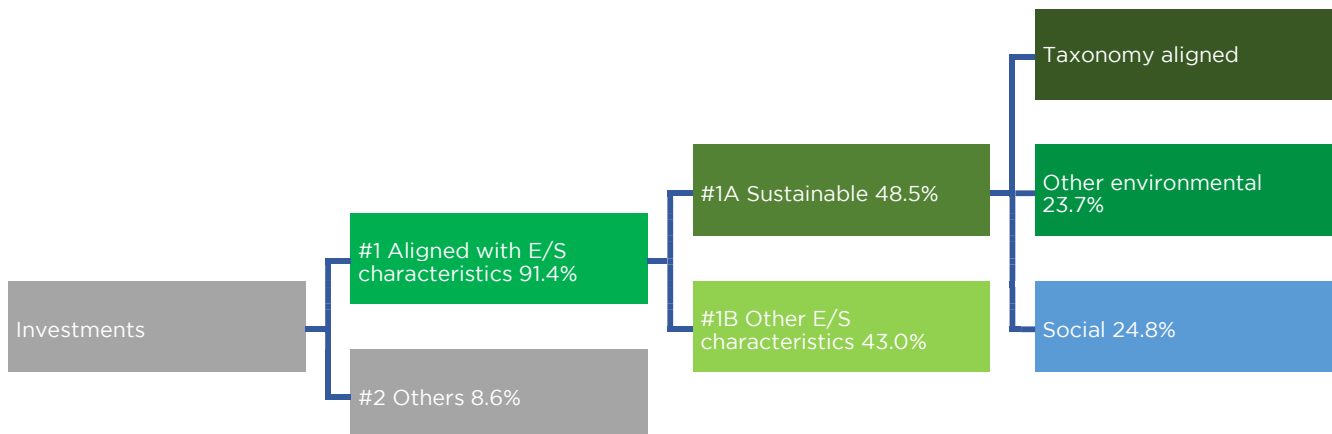 Taxonomy aligned
#1A Sustainable 48.5%
Other environmental
23.7%
#1 Aligned with E/S
characteristics 91.4%
Investments
#1B Other E/S
characteristics 43.0%
Social 24.8%
#2 Others 8.6%